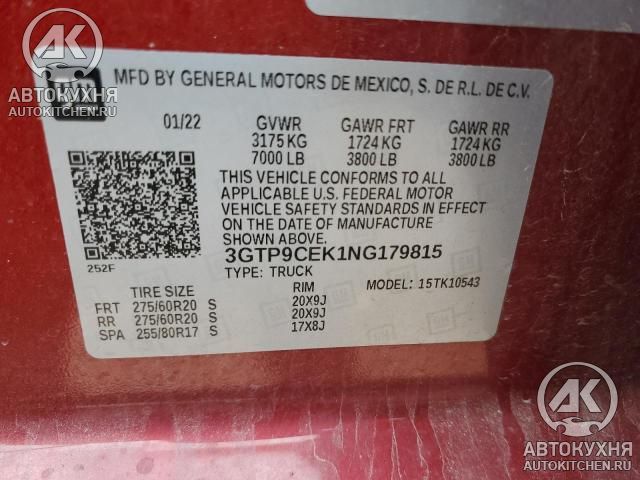 AK
АВТОКУХНЯ
AUTOKITCHEN.RU
GM
MFD BY GENERAL MOTORS DE MEXICO, S. DE R.L. DE C.V.
01/22 GVWR GAWR FRT GAWR RR
3175 KG 1724 KG 1724 KG
7000 LB 3800 LB 3800 LB
THIS VEHICLE CONFORMS TO ALL
APPLICABLE U.S. FEDERAL MOTOR
VEHICLE SAFETY STANDARDS IN EFFECT
ON THE DATE OF MANUFACTURE
SHOWN ABOVE.
3GTP9CEK1NG179815
252F
TYPE: TRUCK
MODEL: 15TK10543
TIRE SIZE RIM
FRT 275/60R20 S 20X9J
RR 275/60R20 S 20X9J
SPA 255/80R17 S 17X8J
AK
АВТОКУХНЯ
AUTOKITCHEN.RU